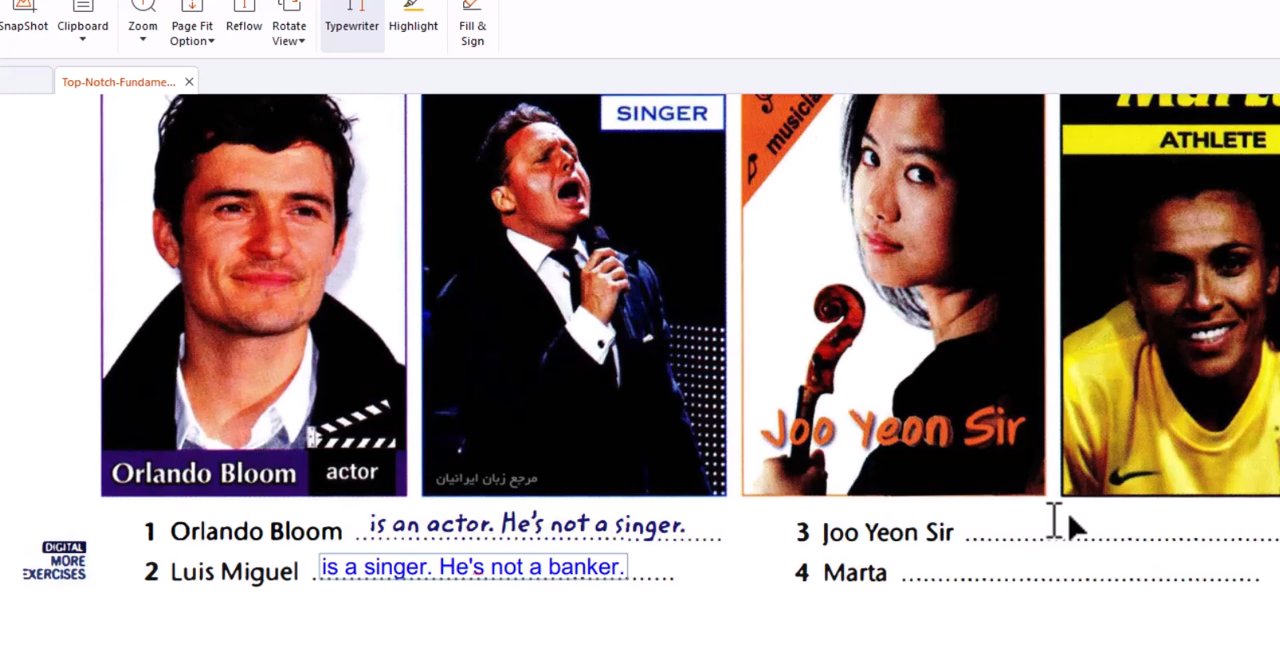 SnapShot Clipboard Zoom Page Fit Option Reflow Rotate View Typewriter Highlight Fill & Sign
Top-Notch-Fundame...
SINGER
musicia
ATHLETE
Joo Yeon Sir
Orlando Bloom actor
مرجع زبان ایرانیان
1 Orlando Bloom is an actor. He's not a singer.
2 Luis Miguel is a singer. He's not a banker.
3 Joo Yeon Sir
4 Marta
DIGITAL
MORE
EXERCISES